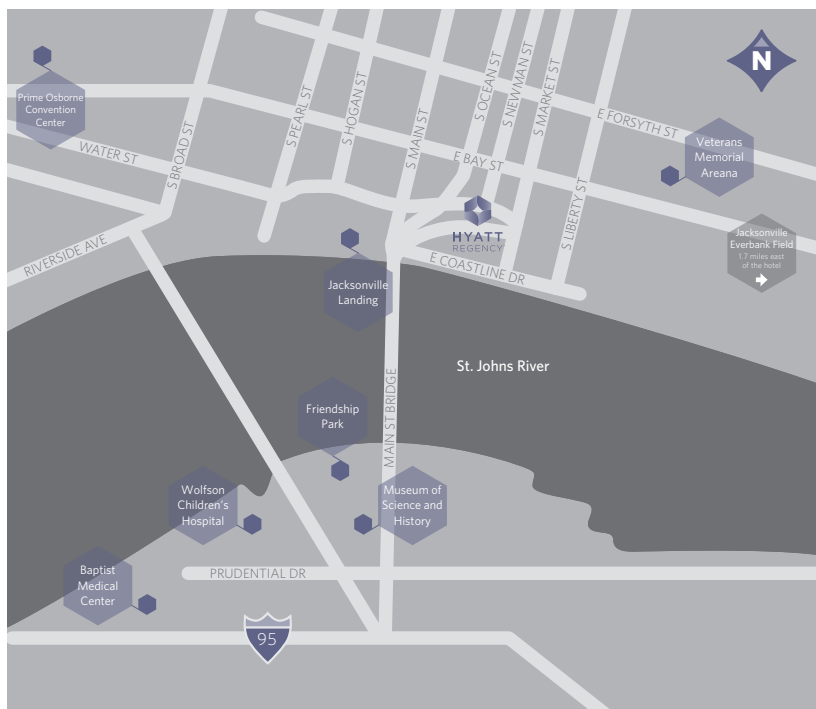 N
Prime Osborne
Convention
Center
WATER ST
S BROAD ST
S PEARL ST
S HOGAN ST
S MAIN ST
S OCEAN ST
S NEWMAN ST
S MARKET ST
E FORSYTH ST
E BAY ST
S LIBERTY ST
Veterans
Memorial
Areana
RIVERSIDE AVE
HYATT
REGENCY
E COASTLINE DR
Jacksonville
Everbank Field
1.7 miles east
of the hotel
Jacksonville
Landing
St. Johns River
MAIN ST BRIDGE
Friendship
Park
Wolfson
Children's
Hospital
Museum of
Science and
History
Baptist
Medical
Center
PRUDENTIAL DR
95